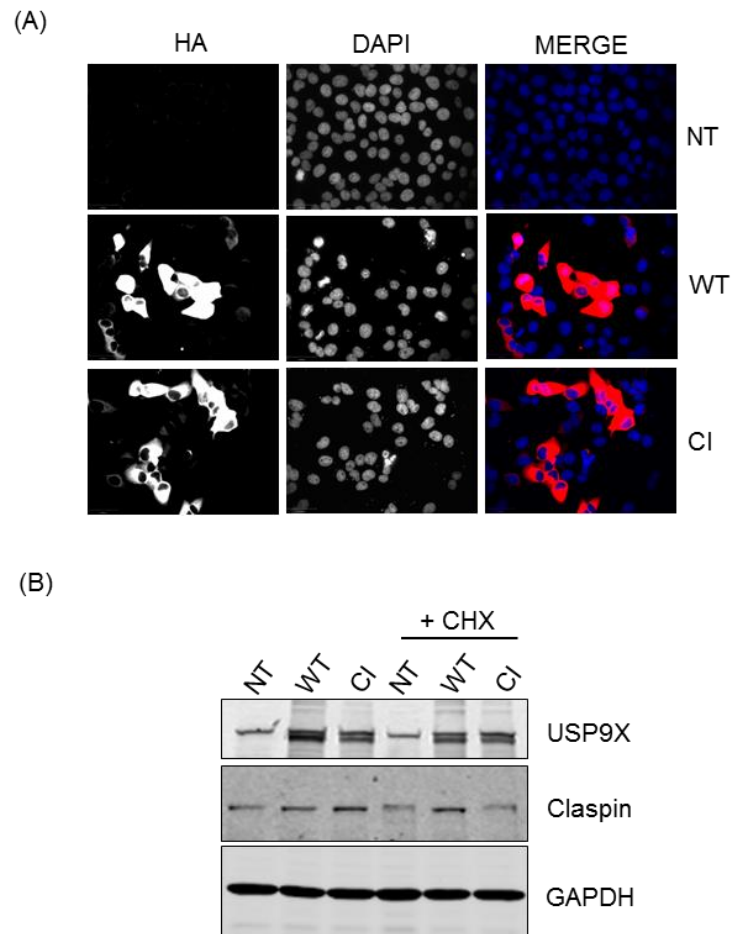 (A)
HA DAPI MERGE
NT
WT
CI
(B)
+ CHX
NT WT CI NT WT CI
USP9X
Claspin
GAPDH